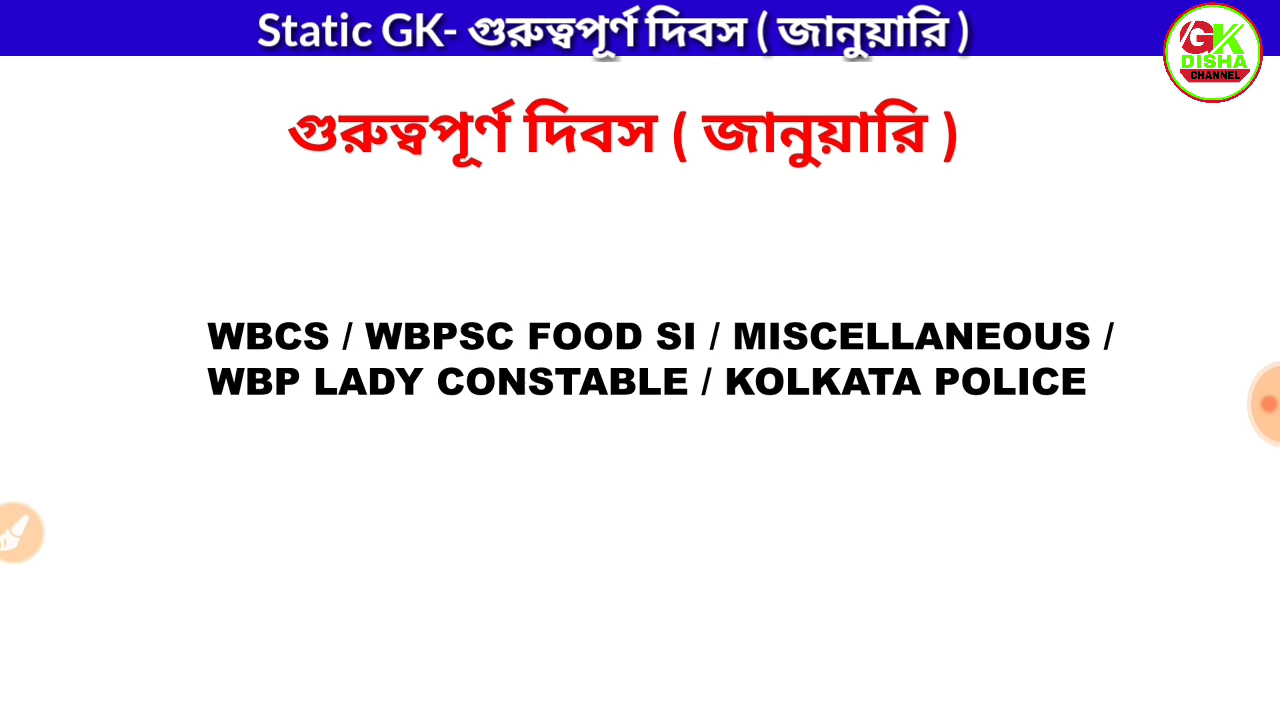 Static GK- গুরুত্বপূর্ণ দিবস ( জানুয়ারি )
GK
DISHA
CHANNEL
গুরুত্বপূর্ণ দিবস ( জানুয়ারি )
WBCS / WBPSC FOOD SI / MISCELLANEOUS /
WBP LADY CONSTABLE / KOLKATA POLICE